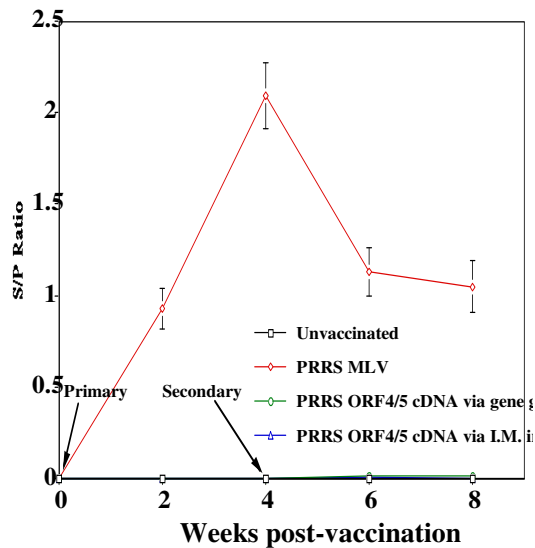 2.5
2
1.5
1
0.5
0
S/P Ratio
Unvaccinated
PRRS MLV
PRRS ORF4/5 cDNA via gene g
PRRS ORF4/5 cDNA via I.M. in
Primary
Secondary
0 2 4 6 8
Weeks post-vaccination